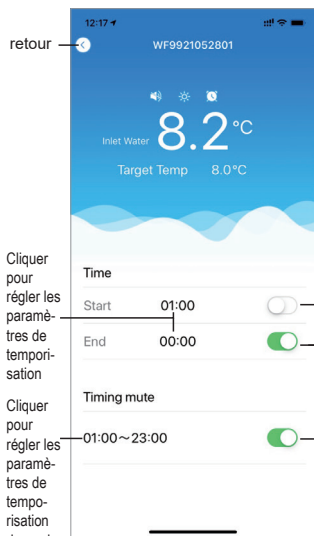 12:17
retour
WF9921052801
Inlet Water 8.2°C
Target Temp 8.0°C
Cliquer
pour
régler les
paramè-
tres de
tempori-
sation
Time
Start 01:00
End 00:00
Cliquer
pour
régler les
paramè-
tres de
tempo-
risation
Timing mute
01:00～23:00